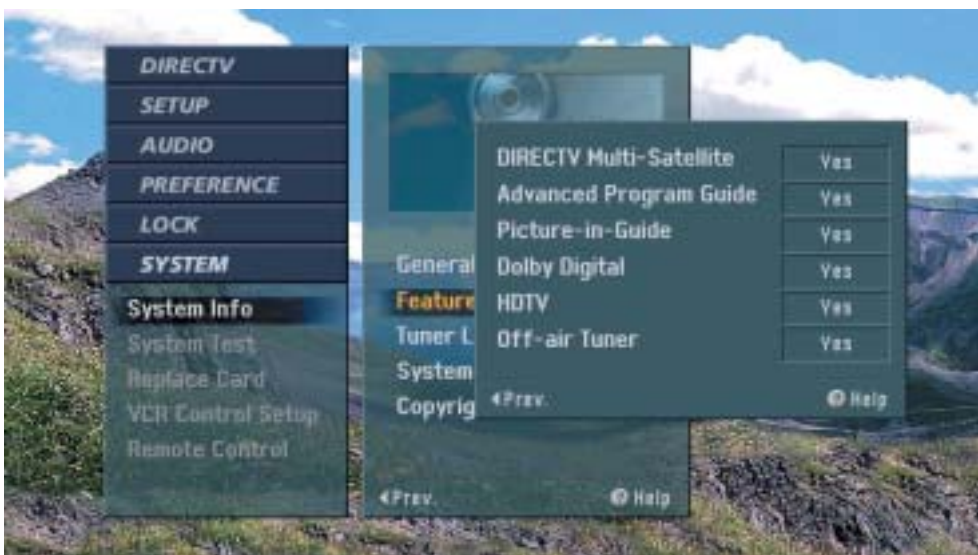 DIRECTV
SETUP
AUDIO
PREFERENCE
LOCK
SYSTEM
System Info
System Test
Replace Card
VCR Control Setup
Remote Control
General
Feature
Tuner L
System
Copyrig
Prev.
Help
DIRECTV Multi-Satellite Yes
Advanced Program Guide Yes
Picture-in-Guide Yes
Dolby Digital Yes
HDTV Yes
Off-air Tuner Yes
Prev.
Help